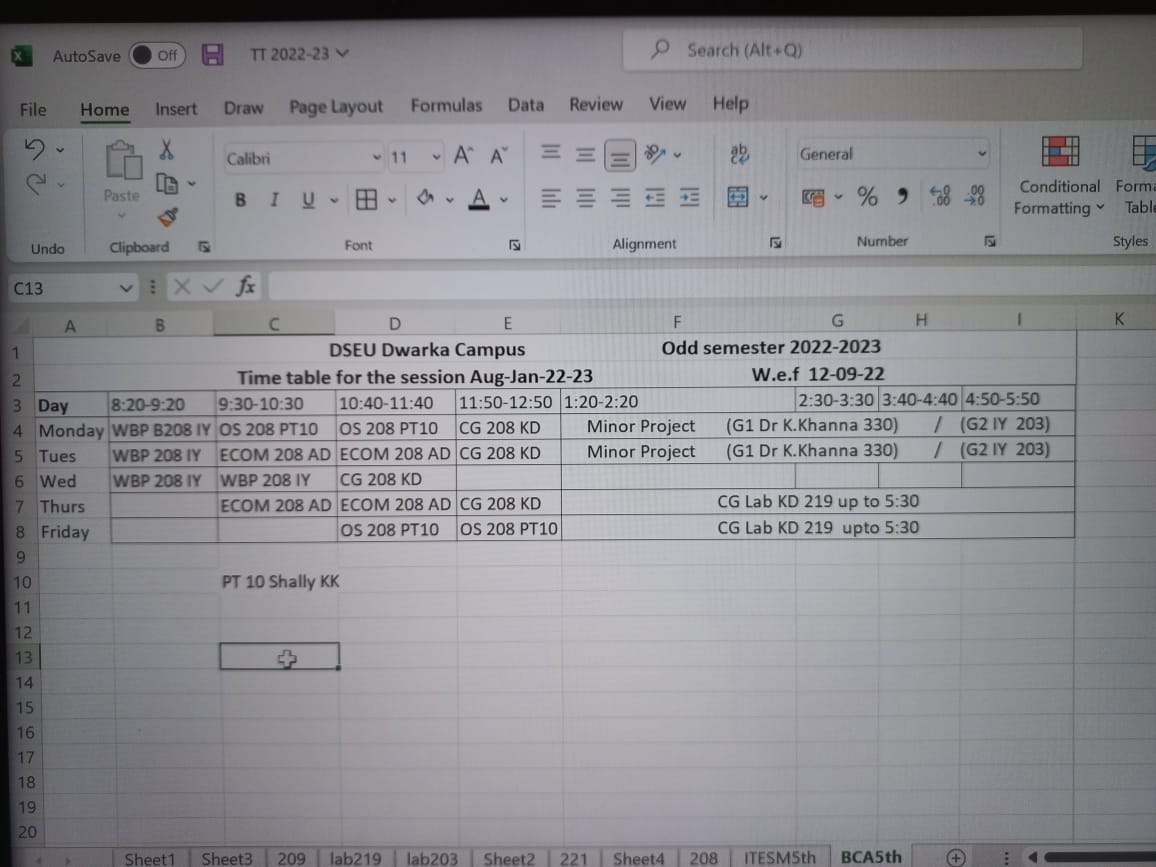 AutoSave Off TT 2022-23 Search (Alt+Q)
File Home Insert Draw Page Layout Formulas Data Review View Help
Calibri 11 A A ab General
Paste B I U A % , Conditional
Formatting
Undo Clipboard Font Alignment Number Styles
C13 fx
A B C D E F G H I K
1 DSEU Dwarka Campus Odd semester 2022-2023
2 Time table for the session Aug-Jan-22-23 W.e.f 12-09-22
3 Day 8:20-9:20 9:30-10:30 10:40-11:40 11:50-12:50 1:20-2:20 2:30-3:30 3:40-4:40 4:50-5:50
4 Monday WBP B208 IY OS 208 PT10 OS 208 PT10 CG 208 KD Minor Project (G1 Dr K.Khanna 330) / (G2 IY 203)
5 Tues WBP 208 IY ECOM 208 AD ECOM 208 AD CG 208 KD Minor Project (G1 Dr K.Khanna 330) / (G2 IY 203)
6 Wed WBP 208 IY WBP 208 IY CG 208 KD
7 Thurs ECOM 208 AD ECOM 208 AD CG 208 KD CG Lab KD 219 up to 5:30
8 Friday OS 208 PT10 OS 208 PT10 CG Lab KD 219 upto 5:30
9
10 PT 10 Shally KK
11
12
13
14
15
16
17
18
19
20
Sheet1 Sheet3 209 lab219 lab203 Sheet2 221 Sheet4 208 ITESM5th BCA5th